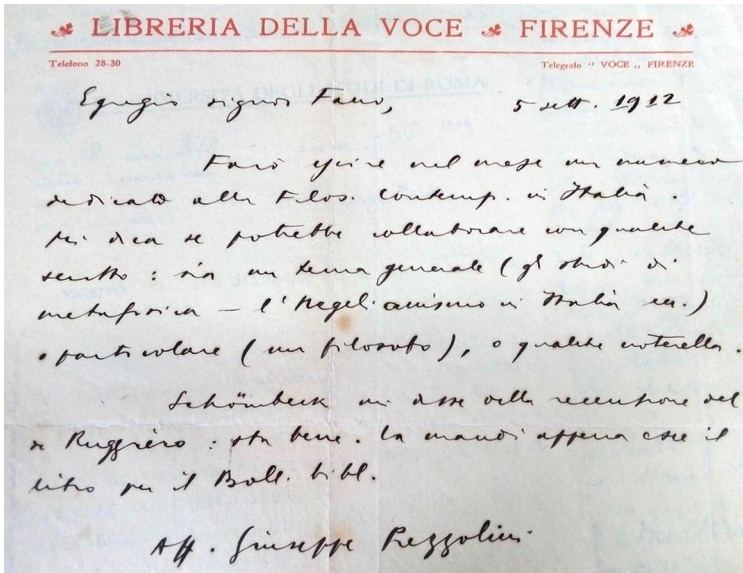 LIBRERIA DELLA VOCE FIRENZE
Telefono 28-30 Telegrafo " VOCE „ FIRENZE
Egregio signor Fano, 5 sett. 1912
Farò uscire nel mese un numero
dedicato alla Filos. Contemp. in Italia.
Mi dica se potrebbe collaborare con qualche
scritto: sia un tema generale (gli studi di
metafisica – l'Hegelianismo in Italia ecc.)
o particolare (un filosofo), o qualche noterella.
Schömbeck mi disse della recensione del
de Ruggiero: sta bene. La mandi appena esce il
libro per il Boll. bibl.
Aff. Giuseppe Prezzolini